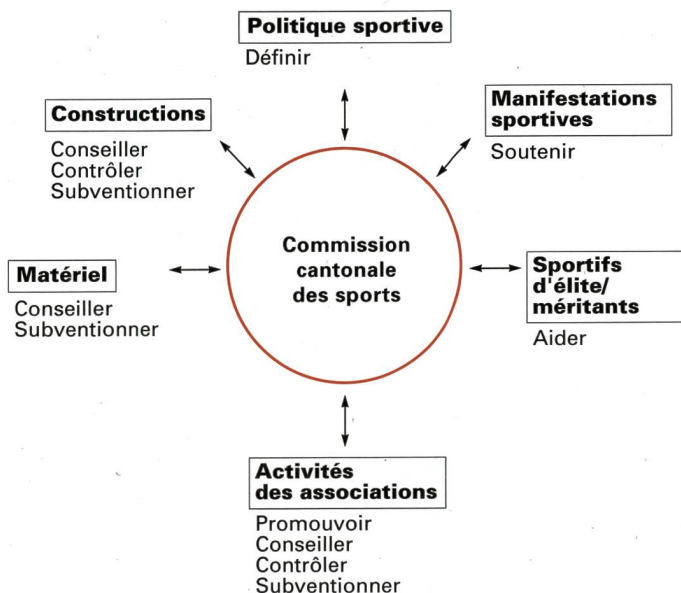 Politique sportive
Définir
Constructions
Conseiller
Contrôler
Subventionner
Manifestations
sportives
Soutenir
Commission
cantonale
des sports
Matériel
Conseiller
Subventionner
Sportifs
d'élite/
méritants
Aider
Activités
des associations
Promouvoir
Conseiller
Contrôler
Subventionner